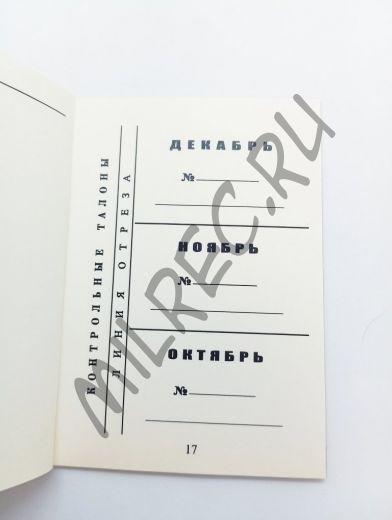 КОНТРОЛЬНЫЕ ТАЛОНЫ
ЛИНИЯ ОТРЕЗА
ДЕКАБРЬ
№
НОЯБРЬ
№
ОКТЯБРЬ
№
17
MILREC.RU